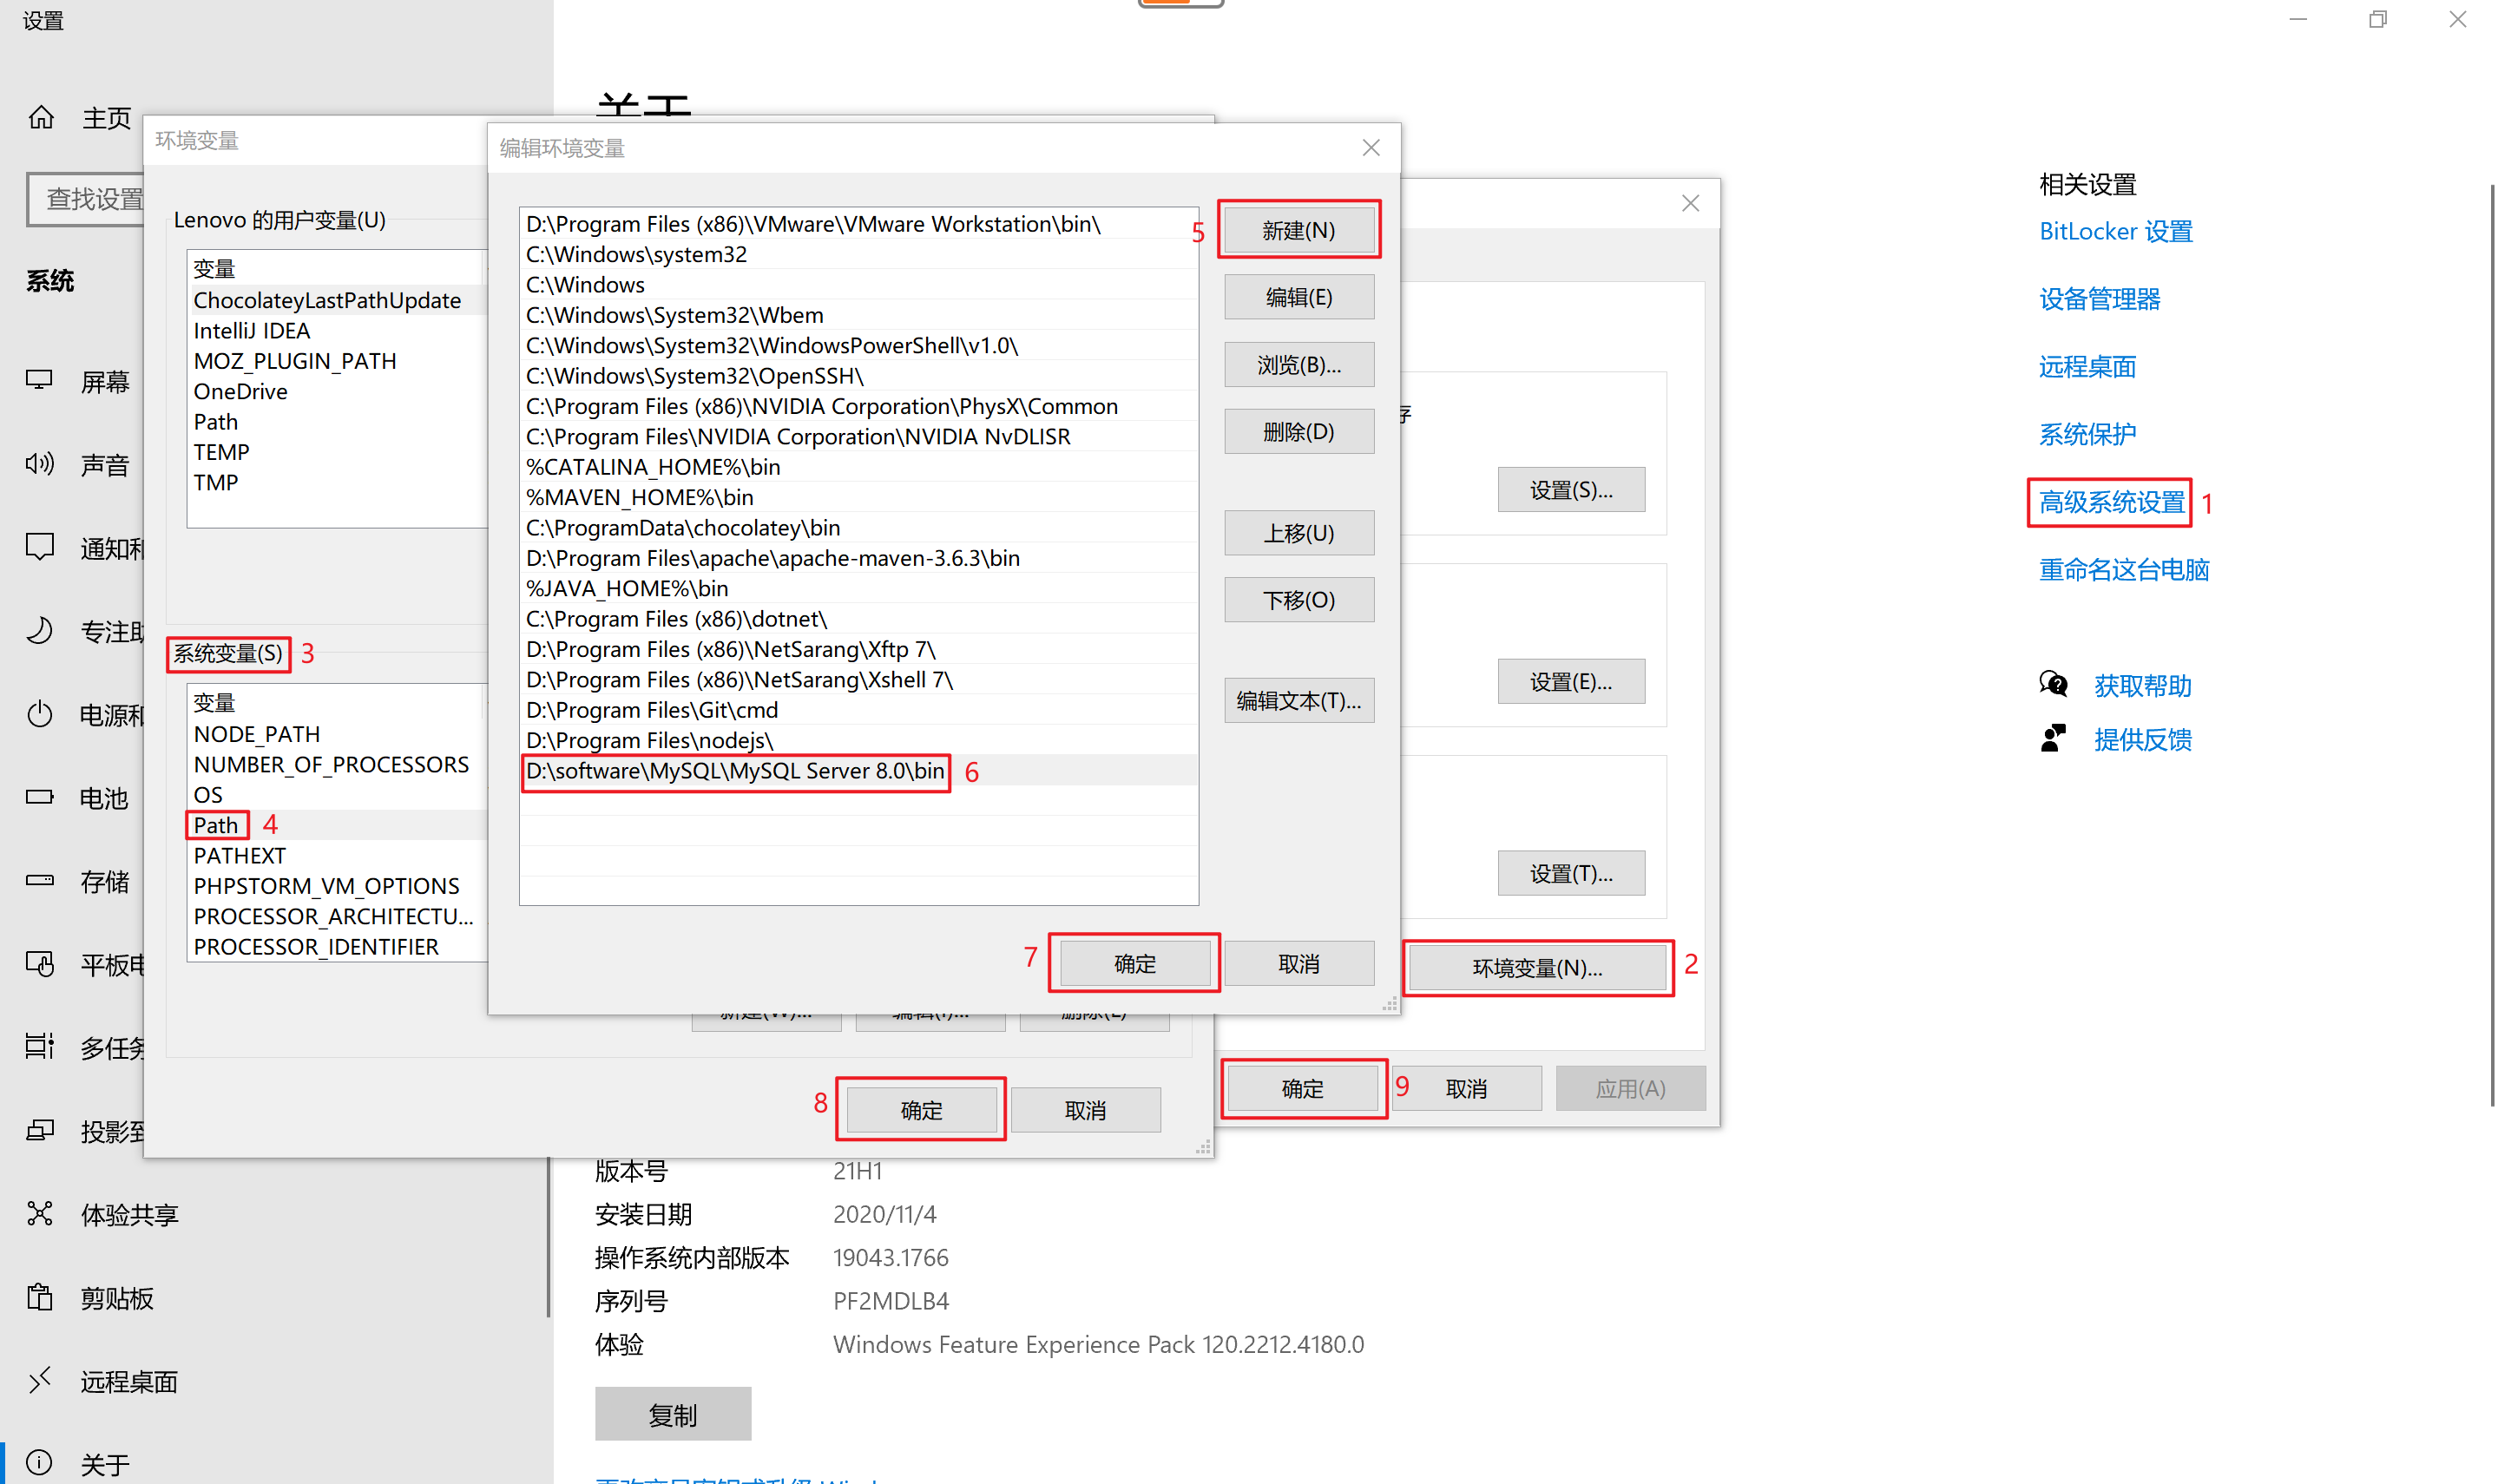 设置
主页
查找设置
系统
屏幕
声音
通知和
专注助
电源和
电池
存储
平板电
多任务
投影到
体验共享
剪贴板
远程桌面
关于
关于
环境变量
Lenovo 的用户变量(U)
变量
ChocolateyLastPathUpdate
IntelliJ IDEA
MOZ_PLUGIN_PATH
OneDrive
Path
TEMP
TMP
系统变量(S) 3
变量
NODE_PATH
NUMBER_OF_PROCESSORS
OS
Path 4
PATHEXT
PHPSTORM_VM_OPTIONS
PROCESSOR_ARCHITECTU...
PROCESSOR_IDENTIFIER
新建(W)... 编辑(I)... 删除(L)
8 确定 取消
编辑环境变量
D:\Program Files (x86)\VMware\VMware Workstation\bin\
C:\Windows\system32
C:\Windows
C:\Windows\System32\Wbem
C:\Windows\System32\WindowsPowerShell\v1.0\
C:\Windows\System32\OpenSSH\
C:\Program Files (x86)\NVIDIA Corporation\PhysX\Common
C:\Program Files\NVIDIA Corporation\NVIDIA NvDLISR
%CATALINA_HOME%\bin
%MAVEN_HOME%\bin
C:\ProgramData\chocolatey\bin
D:\Program Files\apache\apache-maven-3.6.3\bin
%JAVA_HOME%\bin
C:\Program Files (x86)\dotnet\
D:\Program Files (x86)\NetSarang\Xftp 7\
D:\Program Files (x86)\NetSarang\Xshell 7\
D:\Program Files\Git\cmd
D:\Program Files\nodejs\
D:\software\MySQL\MySQL Server 8.0\bin 6
5 新建(N)
编辑(E)
浏览(B)...
删除(D)
上移(U)
下移(O)
编辑文本(T)...
7 确定 取消
存
设置(S)...
设置(E)...
设置(T)...
环境变量(N)... 2
确定 9 取消 应用(A)
版本号 21H1
安装日期 2020/11/4
操作系统内部版本 19043.1766
序列号 PF2MDLB4
体验 Windows Feature Experience Pack 120.2212.4180.0
复制
相关设置
BitLocker 设置
设备管理器
远程桌面
系统保护
高级系统设置 1
重命名这台电脑
获取帮助
提供反馈